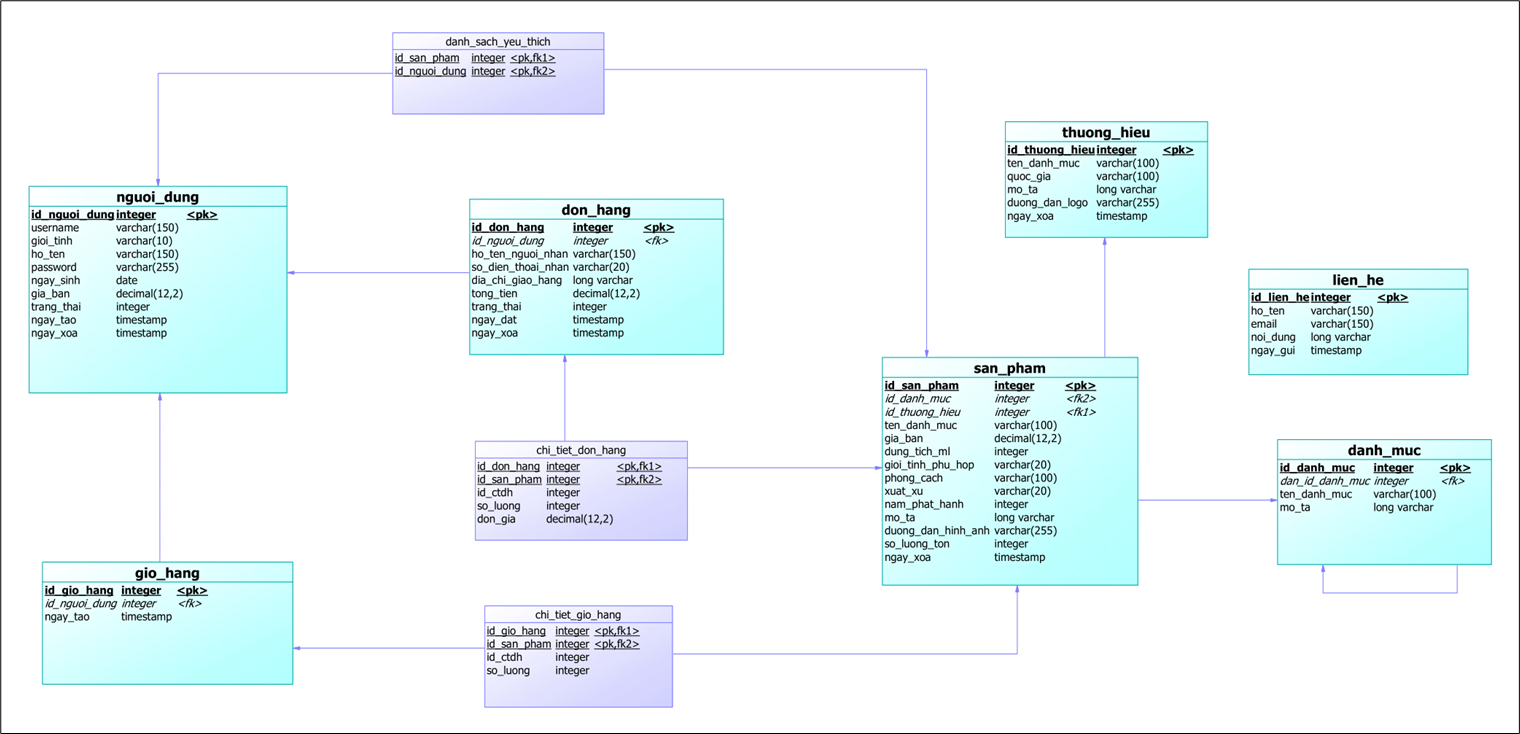 danh_sach_yeu_thich
id_san_pham integer <pk,fk1>
id_nguoi_dung integer <pk,fk2>
thuong_hieu
id_thuong_hieu integer <pk>
ten_danh_muc varchar(100)
quoc_gia varchar(100)
mo_ta long varchar
duong_dan_logo varchar(255)
ngay_xoa timestamp
nguoi_dung
id_nguoi_dung integer <pk>
username varchar(150)
gioi_tinh varchar(10)
ho_ten varchar(150)
password varchar(255)
ngay_sinh date
gia_ban decimal(12,2)
trang_thai integer
ngay_tao timestamp
ngay_xoa timestamp
don_hang
id_don_hang integer <pk>
id_nguoi_dung integer <fk>
ho_ten_nguoi_nhan varchar(150)
so_dien_thoai_nhan varchar(20)
dia_chi_giao_hang long varchar
tong_tien decimal(12,2)
trang_thai integer
ngay_dat timestamp
ngay_xoa timestamp
lien_he
id_lien_he integer <pk>
ho_ten varchar(150)
email varchar(150)
noi_dung long varchar
ngay_gui timestamp
san_pham
id_san_pham integer <pk>
id_danh_muc integer <fk2>
id_thuong_hieu integer <fk1>
ten_danh_muc varchar(100)
gia_ban decimal(12,2)
dung_tich_ml integer
gioi_tinh_phu_hop varchar(20)
phong_cach varchar(100)
xuat_xu varchar(20)
nam_phat_hanh integer
mo_ta long varchar
duong_dan_hinh_anh varchar(255)
so_luong_ton integer
ngay_xoa timestamp
chi_tiet_don_hang
id_don_hang integer <pk,fk1>
id_san_pham integer <pk,fk2>
id_ctdh integer
so_luong integer
don_gia decimal(12,2)
danh_muc
id_danh_muc integer <pk>
dan_id_danh_muc integer <fk>
ten_danh_muc varchar(100)
mo_ta long varchar
gio_hang
id_gio_hang integer <pk>
id_nguoi_dung integer <fk>
ngay_tao timestamp
chi_tiet_gio_hang
id_gio_hang integer <pk,fk1>
id_san_pham integer <pk,fk2>
id_ctdh integer
so_luong integer